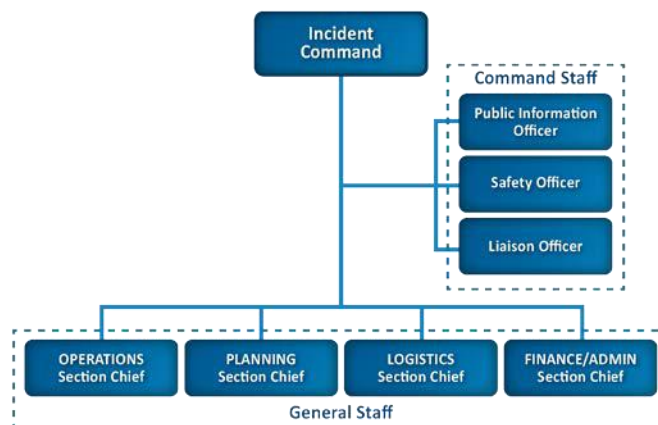 Incident
Command
Command Staff
Public Information
Officer
Safety Officer
Liaison Officer
OPERATIONS
Section Chief
PLANNING
Section Chief
LOGISTICS
Section Chief
FINANCE/ADMIN
Section Chief
General Staff